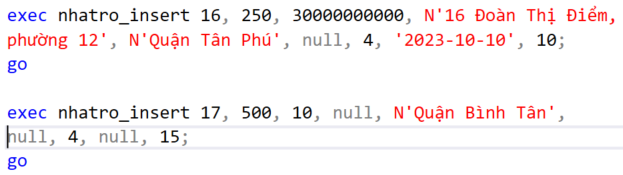 exec nhatro_insert 16, 250, 30000000000, N'16 Đoàn Thị Điểm,
phường 12', N'Quận Tân Phú', null, 4, '2023-10-10', 10;
go
exec nhatro_insert 17, 500, 10, null, N'Quận Bình Tân',
null, 4, null, 15;
go